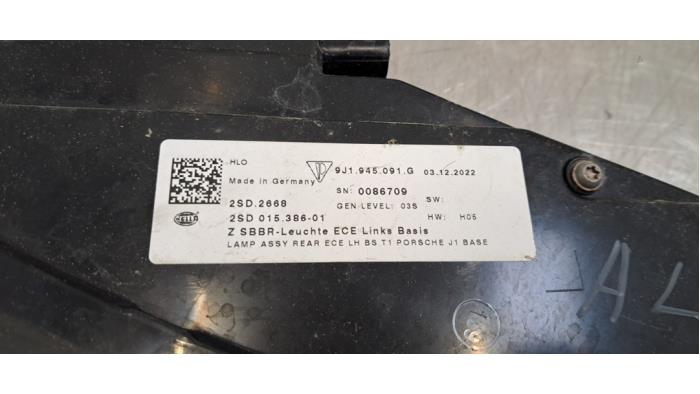 HLO
Made in Germany
9J1.945.091.G 03.12.2022
SN: 0086709
2SD.2668
GEN-LEVEL: 03S SW:
HELLA
2SD 015.386-01
HW: H05
Z SBBR-Leuchte ECE Links Basis
LAMP ASSY REAR ECE LH BS T1 PORSCHE J1 BASE